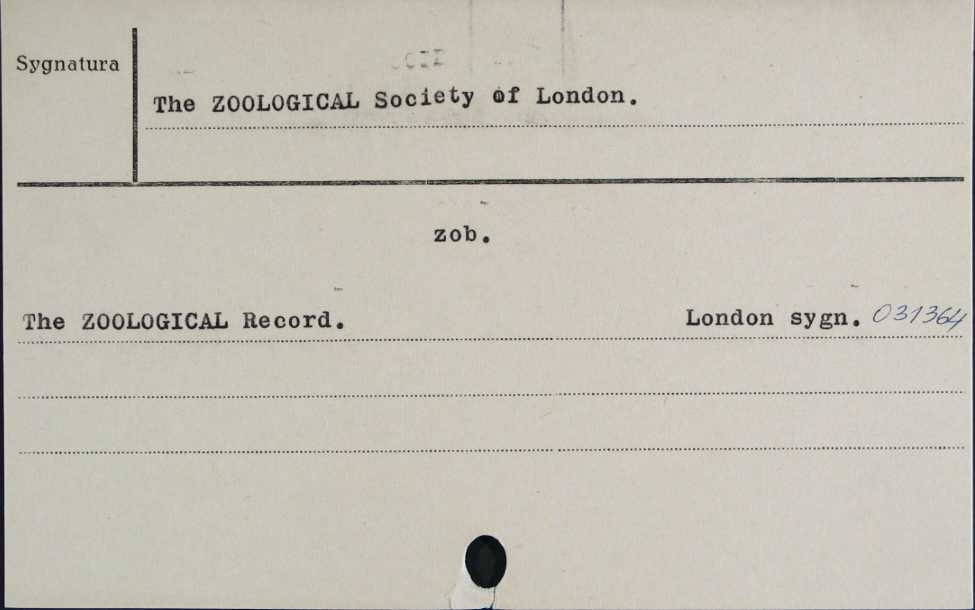 Sygnatura
The ZOOLOGICAL Society of London.
zob.
The ZOOLOGICAL Record. London sygn. 031364